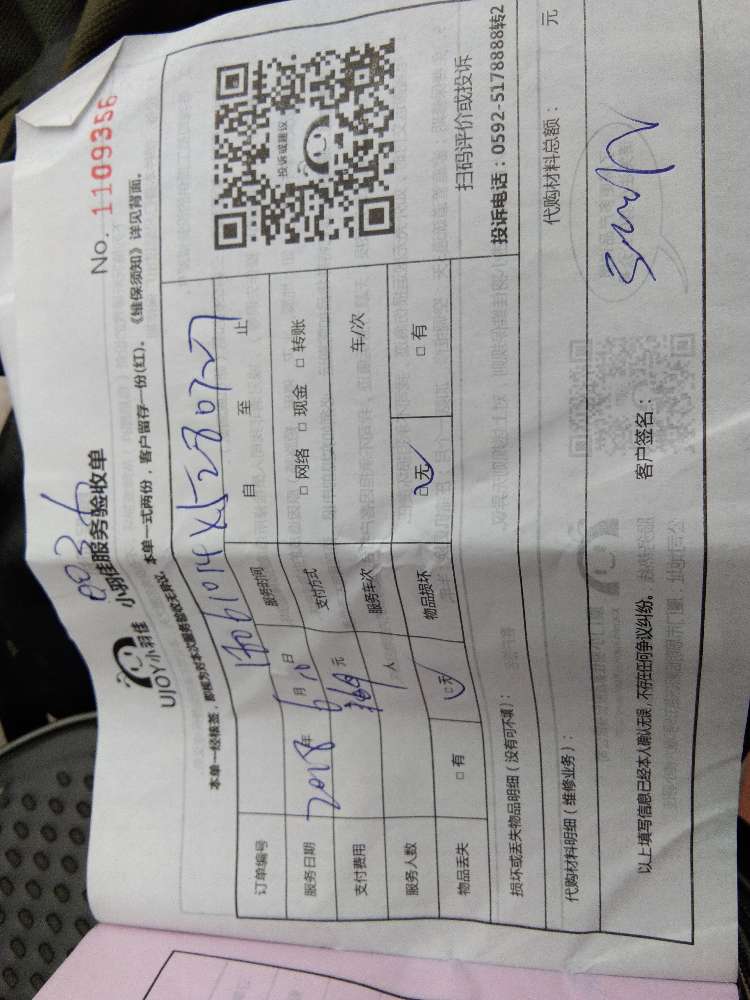 0036
UJOY小羽佳 小羽佳服务验收单 No. 1109356
本单一经核签，即视为对本次服务验收无异议。本单一式两份，客户留存一份(红)。《维保须知》详见背面。
订单编号
服务日期 2018年 6月10日 服务时间 自 至 止
支付费用 元 支付方式 □网络 □现金 □转账
服务人数 人 服务车次 车/次
物品丢失 □有 □无 物品损坏 □无 □有
投诉或建议
扫码评价或投诉
投诉电话：0592-5178888转2
损坏或丢失物品明细（没有可不填）：
代购材料明细（维修业务）： 代购材料总额： 元
以上填写信息已经本人确认无误，不存在任何争议纠纷。 客户签名：